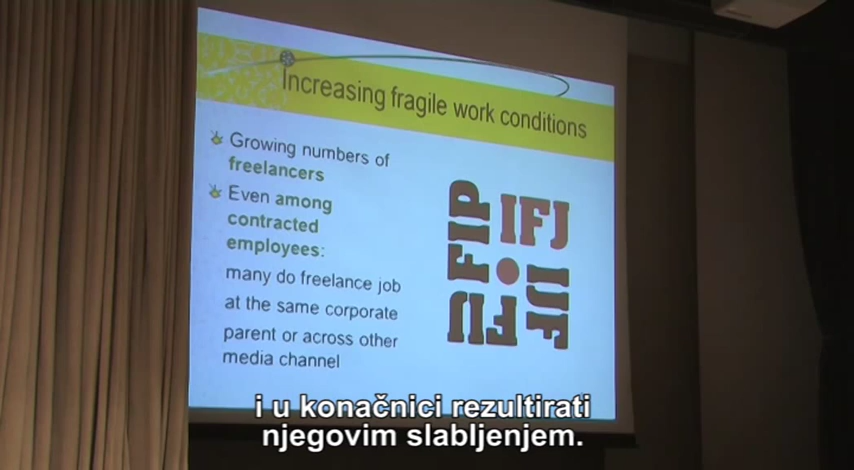 Increasing fragile work conditions
Growing numbers of
freelancers
Even among
contracted
employees:
many do freelance job
at the same corporate
parent or across other
media channel
FIP
IFJ
IJF
FIJ
i u konačnici rezultirati
njegovim slabljenjem.